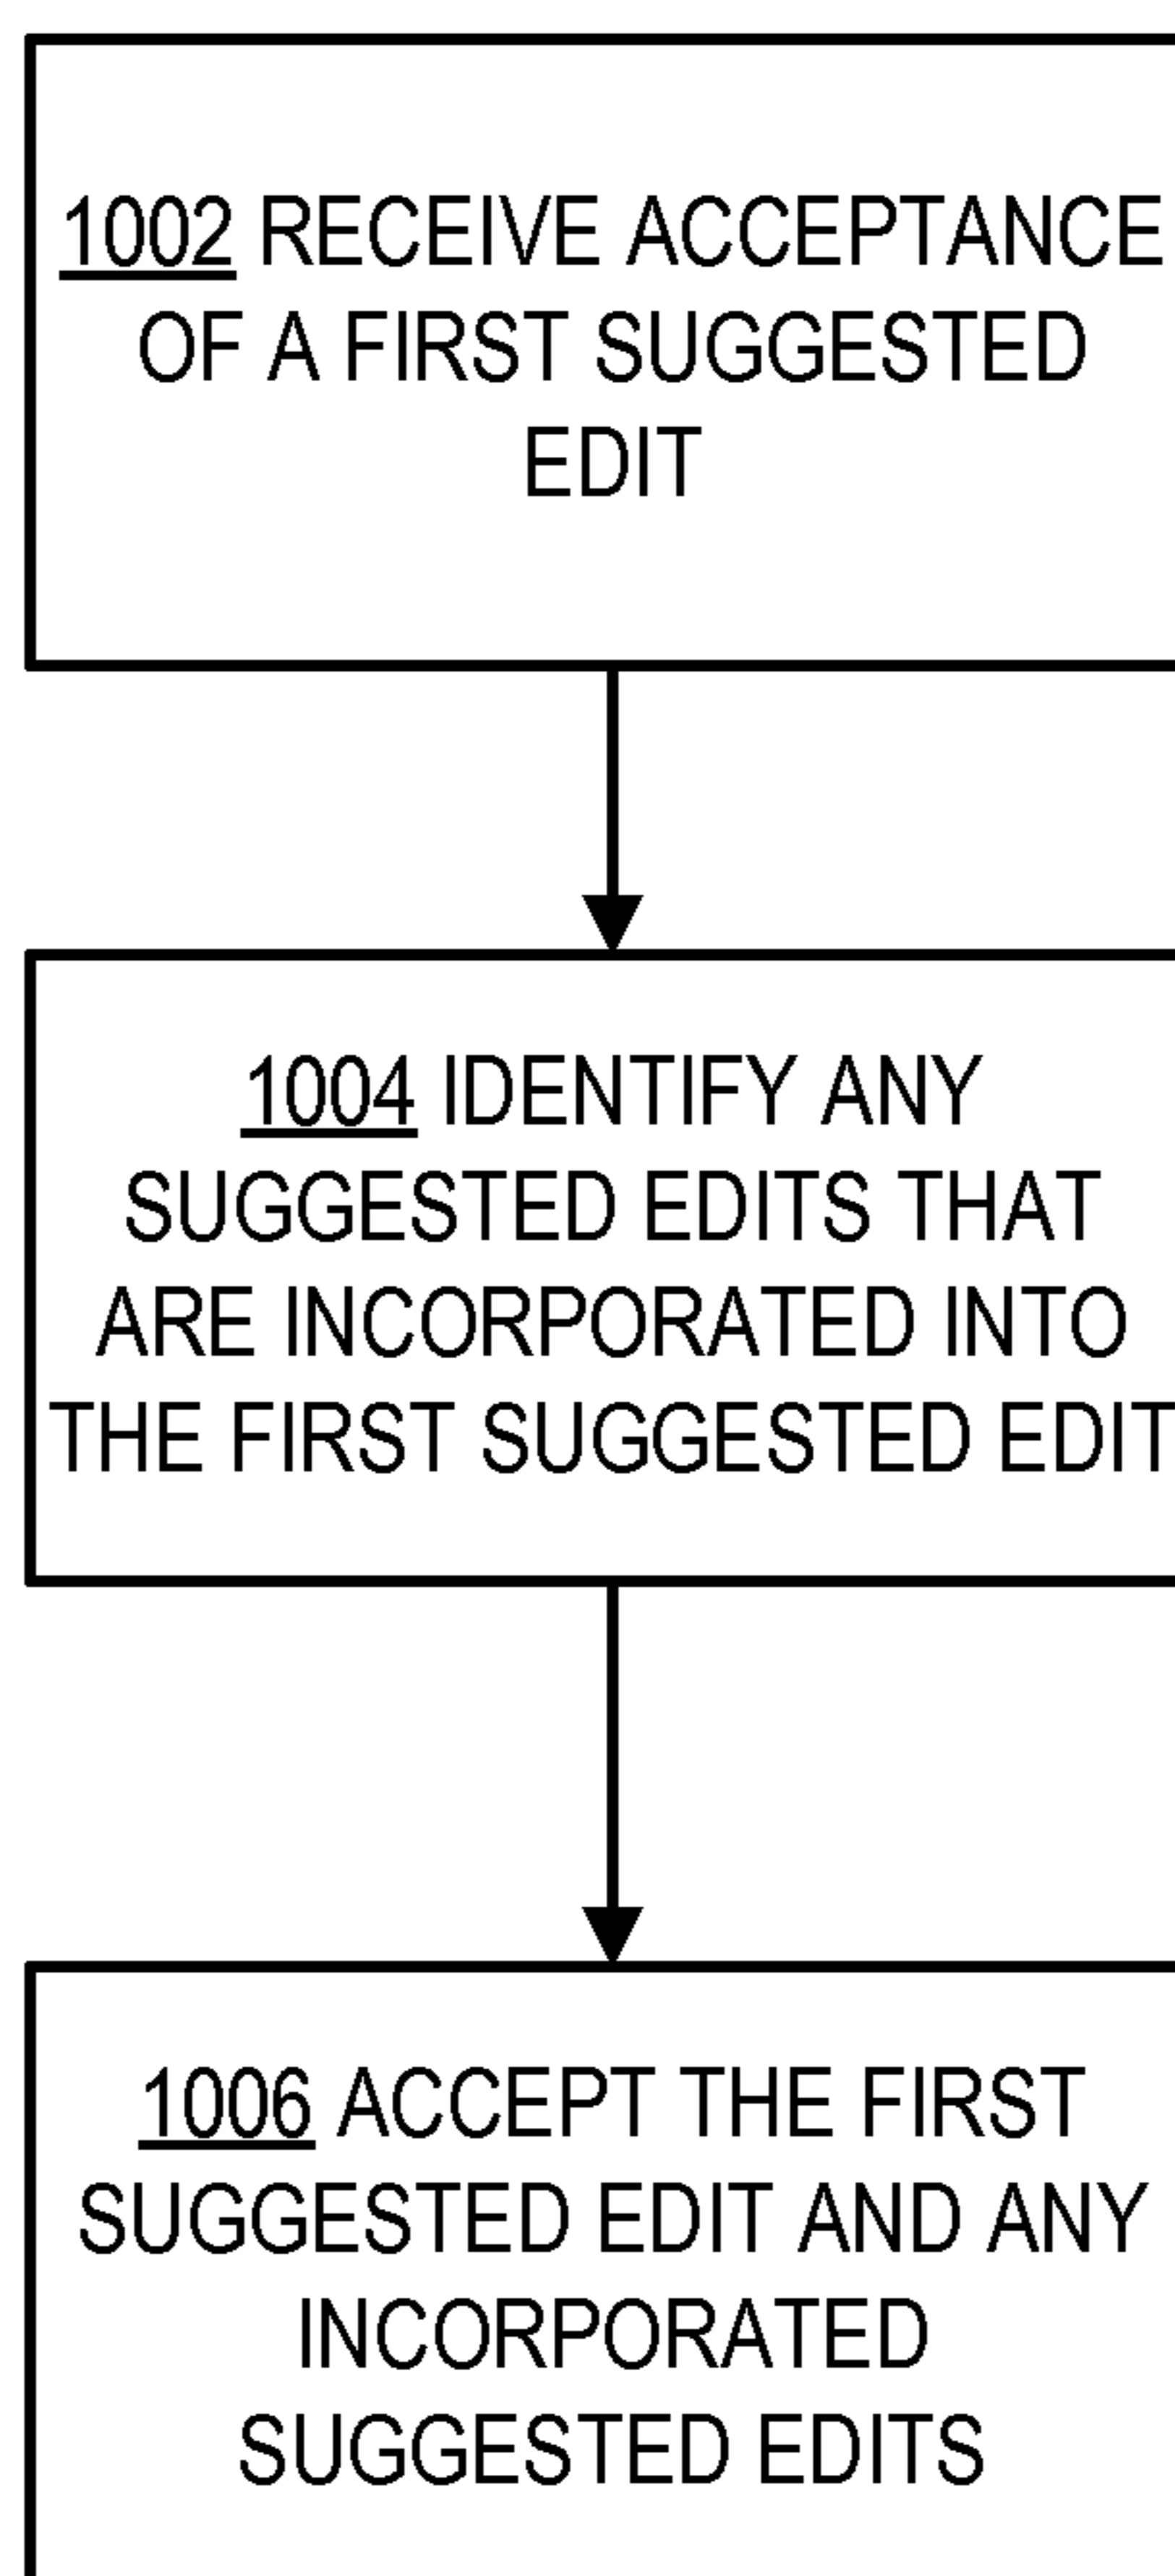 1002 RECEIVE ACCEPTANCE
OF A FIRST SUGGESTED
EDIT
1004 IDENTIFY ANY
SUGGESTED EDITS THAT
ARE INCORPORATED INTO
THE FIRST SUGGESTED EDIT
1006 ACCEPT THE FIRST
SUGGESTED EDIT AND ANY
INCORPORATED
SUGGESTED EDITS